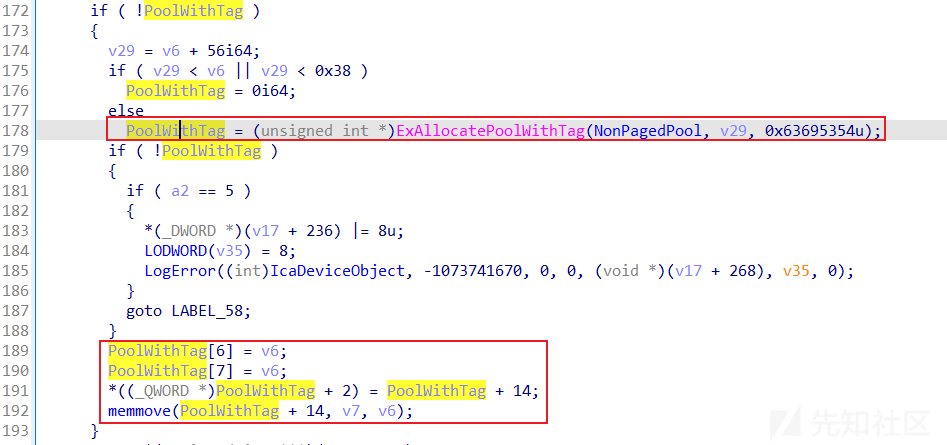 172 if ( !PoolWithTag )
173 {
174 v29 = v6 + 56i64;
175 if ( v29 < v6 || v29 < 0x38 )
176 PoolWithTag = 0i64;
177 else
178 PoolWithTag = (unsigned int *)ExAllocatePoolWithTag(NonPagedPool, v29, 0x63695354u);
179 if ( !PoolWithTag )
180 {
181 if ( a2 == 5 )
182 {
183 *(_DWORD *)(v17 + 236) |= 8u;
184 LODWORD(v35) = 8;
185 LogError((int)IcaDeviceObject, -1073741670, 0, 0, (void *)(v17 + 268), v35, 0);
186 }
187 goto LABEL_58;
188 }
189 PoolWithTag[6] = v6;
190 PoolWithTag[7] = v6;
191 *((_QWORD *)PoolWithTag + 2) = PoolWithTag + 14;
192 memmove(PoolWithTag + 14, v7, v6);
193 }
先知社区